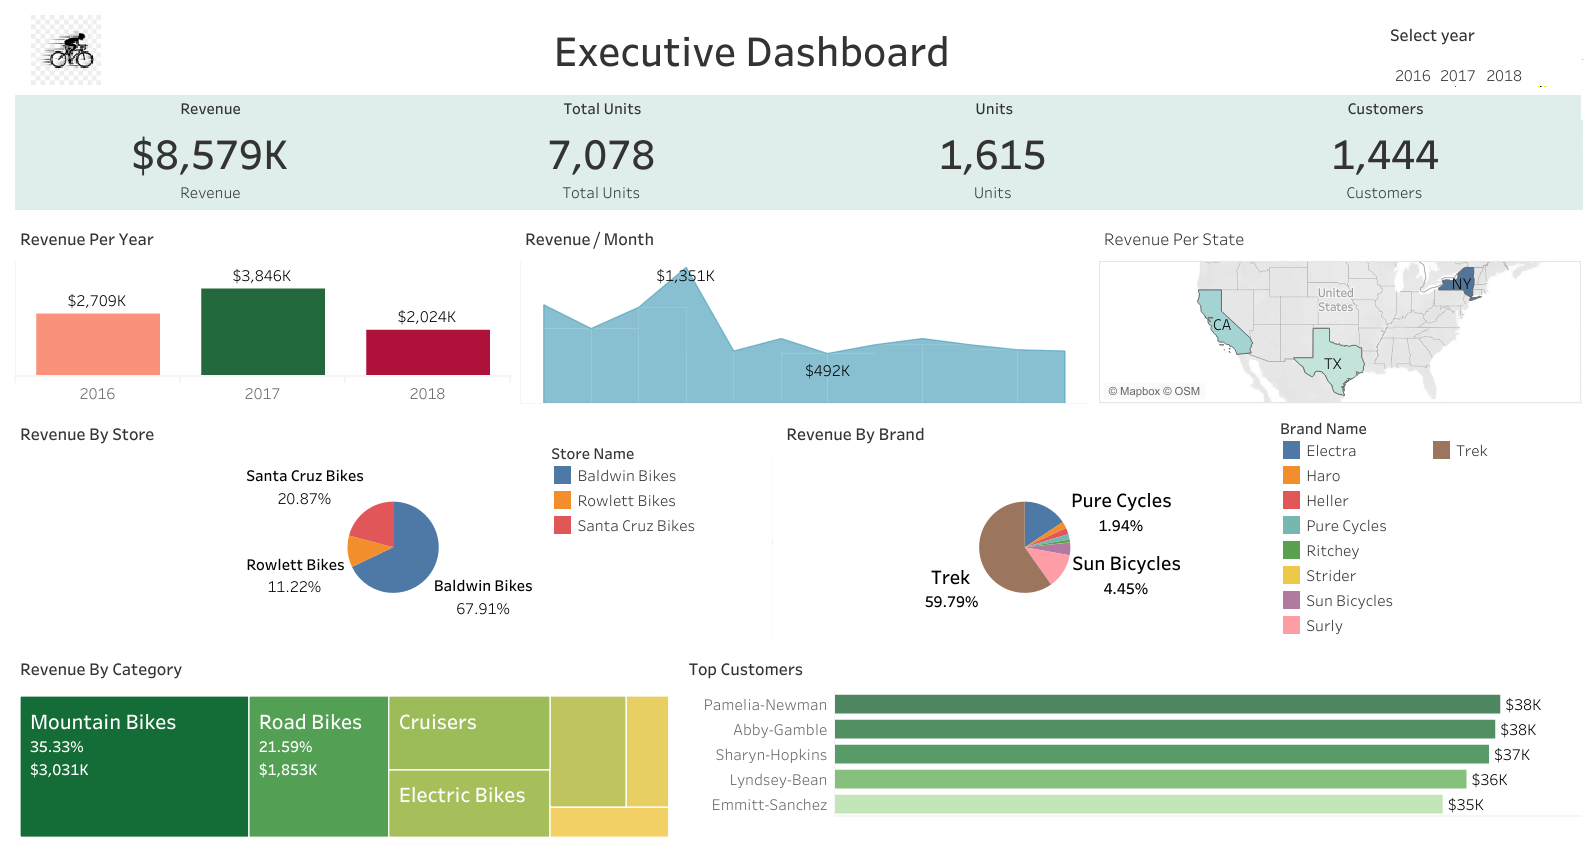 Executive Dashboard
Select year
2016 2017 2018
Revenue
$8,579K
Revenue
Total Units
7,078
Total Units
Units
1,615
Units
Customers
1,444
Customers
Revenue Per Year
$2,709K
$3,846K
$2,024K
2016
2017
2018
Revenue / Month
$1,351K
$492K
Revenue Per State
United
States
NY
CA
TX
© Mapbox © OSM
Revenue By Store
Santa Cruz Bikes
20.87%
Rowlett Bikes
11.22%
Baldwin Bikes
67.91%
Store Name
Baldwin Bikes
Rowlett Bikes
Santa Cruz Bikes
Revenue By Brand
Pure Cycles
1.94%
Sun Bicycles
4.45%
Trek
59.79%
Brand Name
Electra
Haro
Heller
Pure Cycles
Ritchey
Strider
Sun Bicycles
Surly
Trek
Revenue By Category
Mountain Bikes
35.33%
$3,031K
Road Bikes
21.59%
$1,853K
Cruisers
Electric Bikes
Top Customers
Pamelia-Newman $38K
Abby-Gamble $38K
Sharyn-Hopkins $37K
Lyndsey-Bean $36K
Emmitt-Sanchez $35K